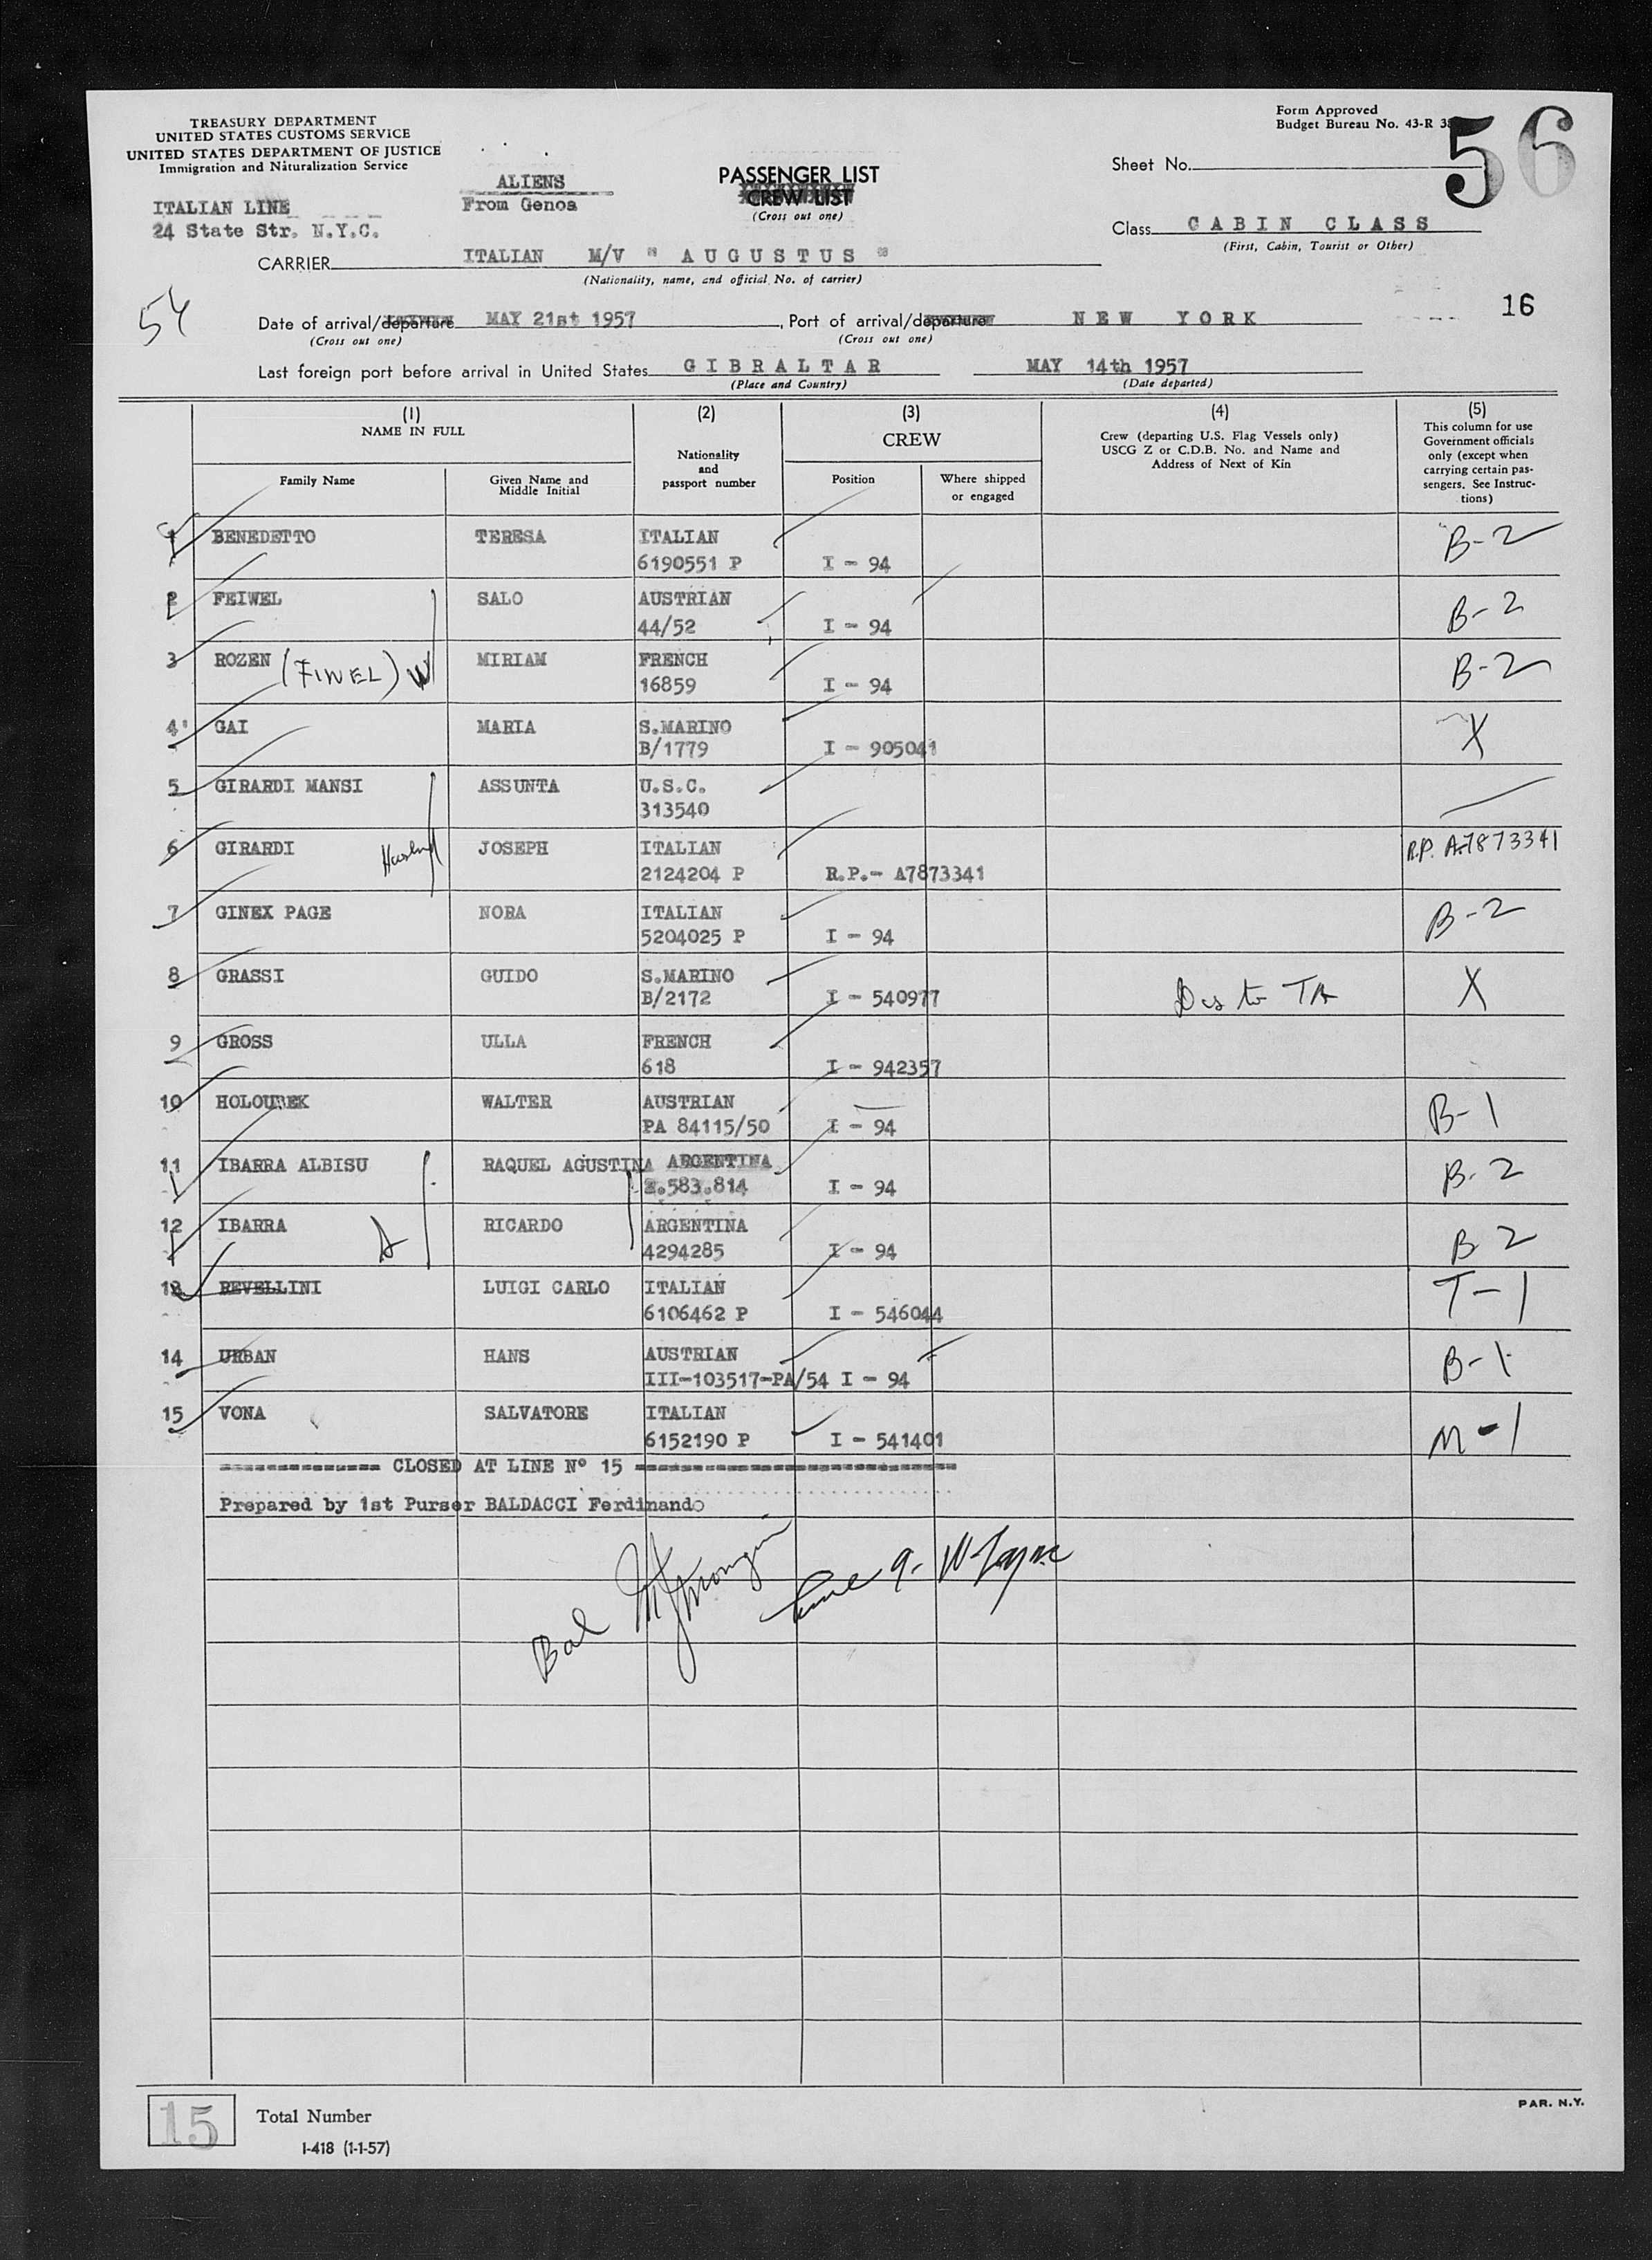 Form Approved
Budget Bureau No. 43-R
56
TREASURY DEPARTMENT
UNITED STATES CUSTOMS SERVICE
UNITED STATES DEPARTMENT OF JUSTICE
Immigration and Naturalization Service
ALIENS
From Genoa
PASSENGER LIST
CREW LIST
(Cross out one)
Sheet No.
ITALIAN LINE
24 State Str. N.Y.C.
Class CABIN CLASS
(First, Cabin, Tourist or Other)
CARRIER ITALIAN M/V " AUGUSTUS "
(Nationality, name, and official No. of carrier)
54
16
Date of arrival/departure MAY 21st 1957, Port of arrival/departure NEW YORK
(Cross out one) (Cross out one)
Last foreign port before arrival in United States GIBRALTAR MAY 14th 1957
(Place and Country) (Date departed)
(1) (2) (3) (4) (5)
NAME IN FULL
Family Name
Given Name and Middle Initial
Nationality and passport number
CREW
Position
Where shipped or engaged
Crew (departing U.S. Flag Vessels only)
USCG Z or C.D.B. No. and Name and
Address of Next of Kin
This column for use
Government officials
only (except when
carrying certain pas-
sengers. See Instruc-
tions)
1 BENEDETTO TERESA ITALIAN B-2
6190551 P I - 94
2 FEIWEL SALO AUSTRIAN B-2
44/52 I - 94
3 ROZEN (FIWEL) W MIRIAM FRENCH B-2
16859 I - 94
4 GAI MARIA S.MARINO X
B/1779 I - 905041
5 GIRARDI MANSI ASSUNTA U.S.C.
313540
6 GIRARDI Husband JOSEPH ITALIAN R.P. A-7873341
2124204 P R.P.- A7873341
7 GINEX PAGE NORA ITALIAN B-2
5204025 P I - 94
8 GRASSI GUIDO S.MARINO X
B/2172 I - 540977 to TA
9 GROSS ULLA FRENCH
618 I - 942357
10 HOLOUBEK WALTER AUSTRIAN B-1
PA 84115/50 I - 94
11 IBARRA ALBISU RAQUEL AGUSTINA ARGENTINA B-2
2.583.814 I - 94
12 IBARRA RICARDO ARGENTINA B 2
4294285 I - 94
13 REVELLINI LUIGI CARLO ITALIAN T-1
6106462 P I - 546044
14 URBAN HANS AUSTRIAN B-1
III-103517-PA/54 I - 94
15 VONA SALVATORE ITALIAN M-1
6152190 P I - 541401
============== CLOSED AT LINE Nº 15 ==========================
Prepared by 1st Purser BALDACCI Ferdinando
Bal
15 Total Number
I-418 (1-1-57)
PAR. N.Y.